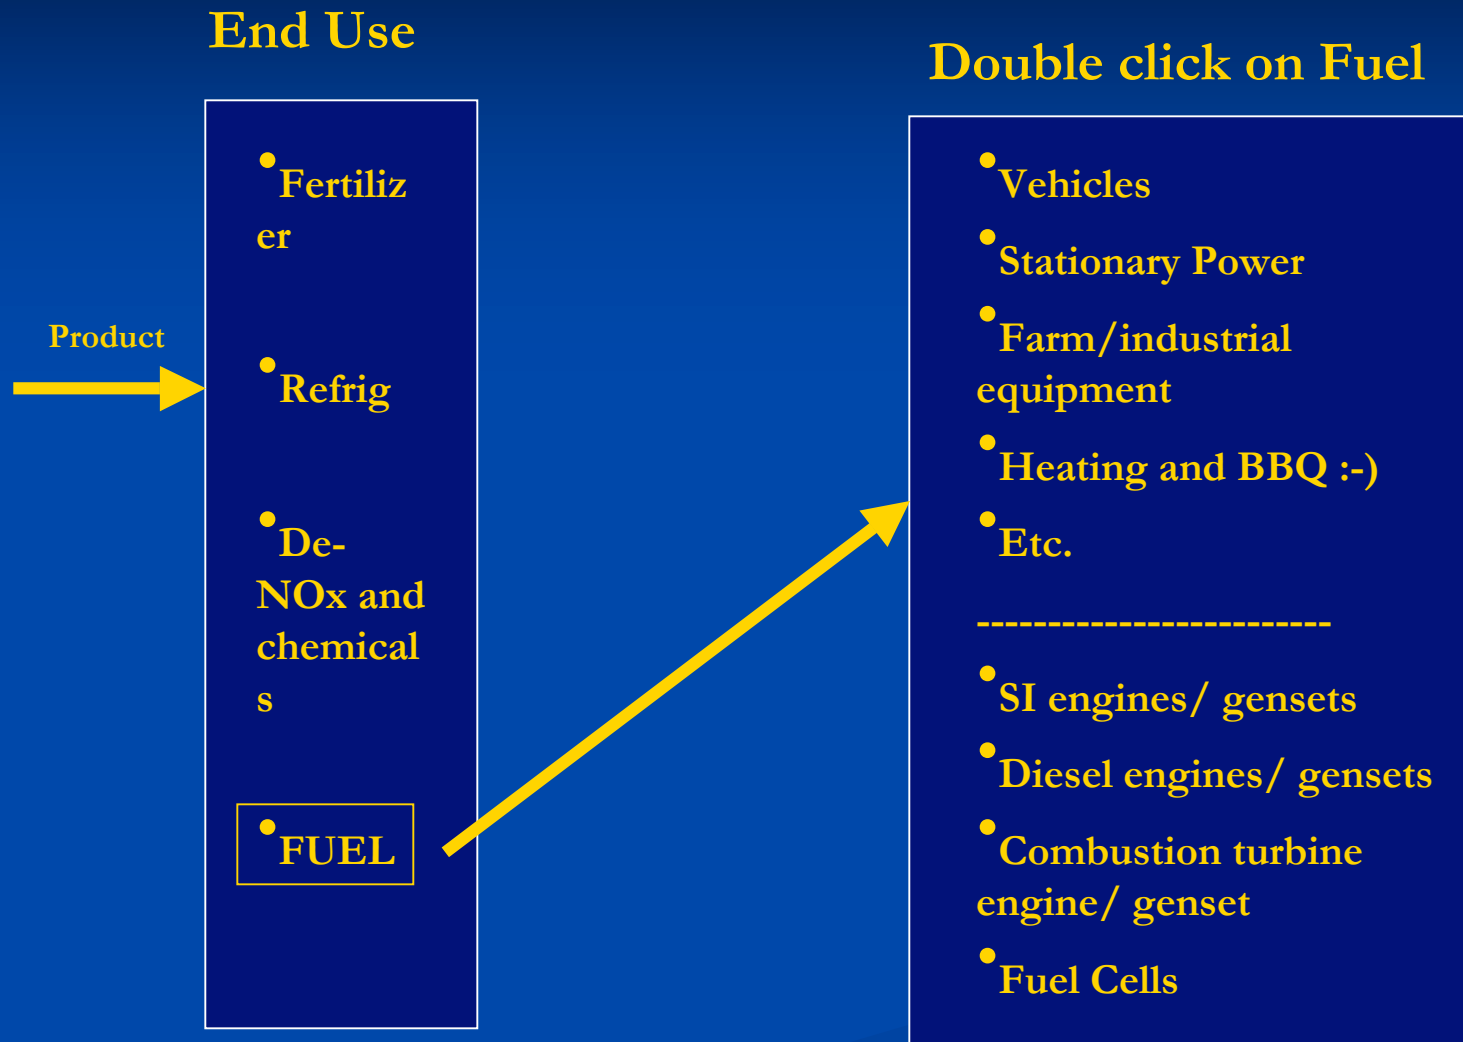 End Use
Double click on Fuel
Product
•Fertiliz
er
•Refrig
•De-
NOx and
chemical
s
•FUEL
•Vehicles
•Stationary Power
•Farm/industrial
equipment
•Heating and BBQ :-)
•Etc.
-------------------------
•SI engines/ gensets
•Diesel engines/ gensets
•Combustion turbine
engine/ genset
•Fuel Cells